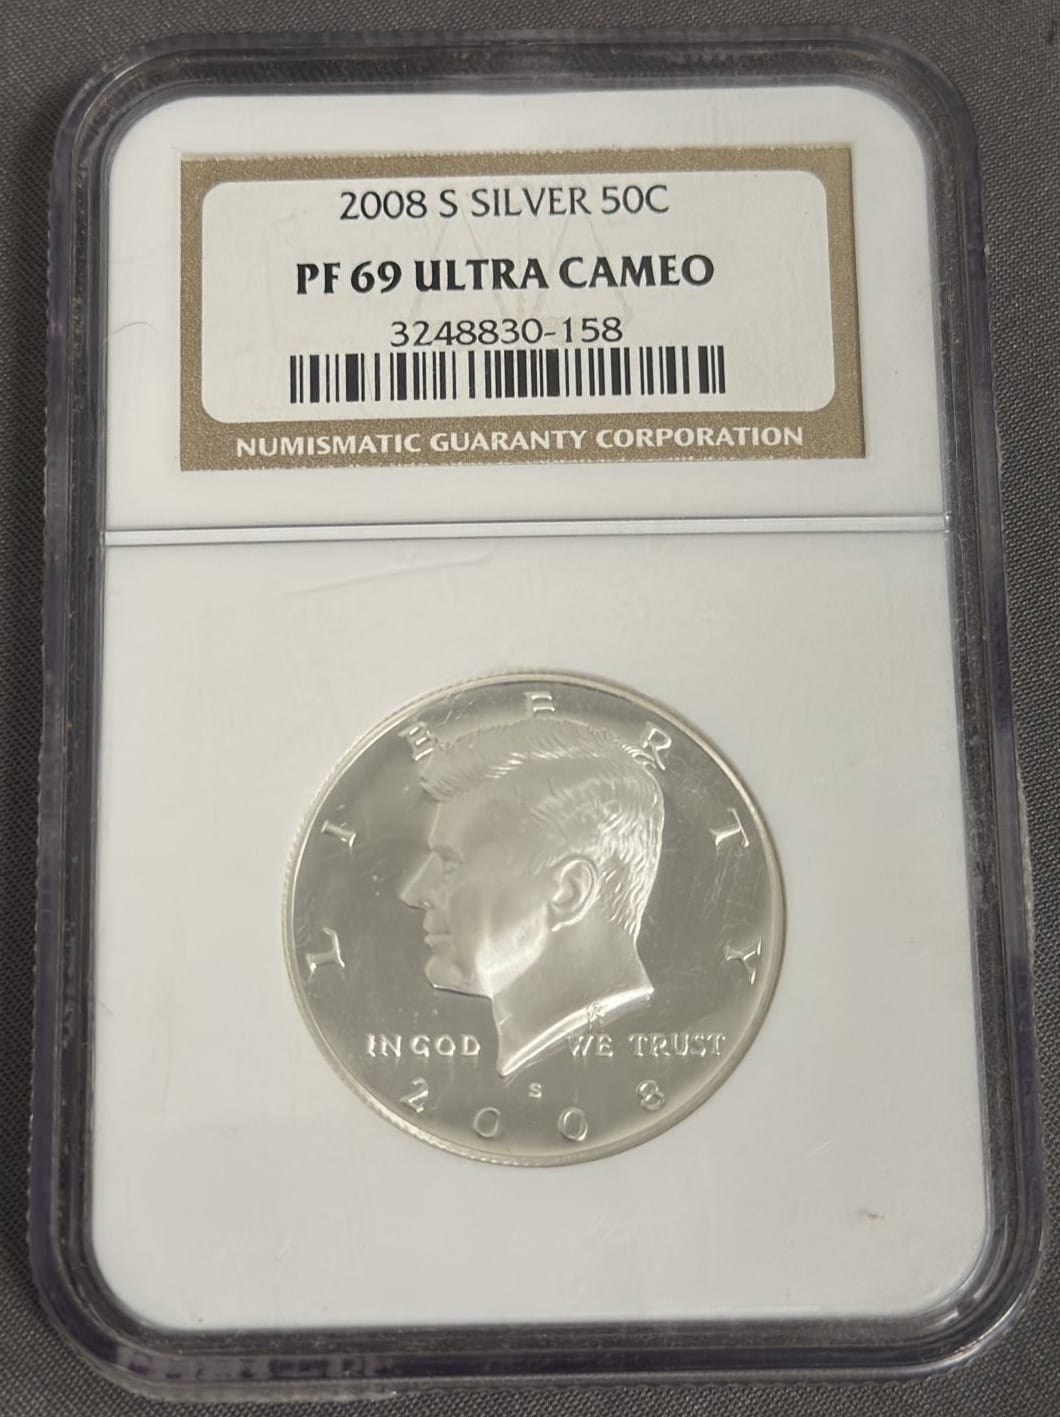 2008 S SILVER 50C
PF 69 ULTRA CAMEO
3248830-158
NUMISMATIC GUARANTY CORPORATION
LIBERTY
IN GOD WE TRUST
S
2008